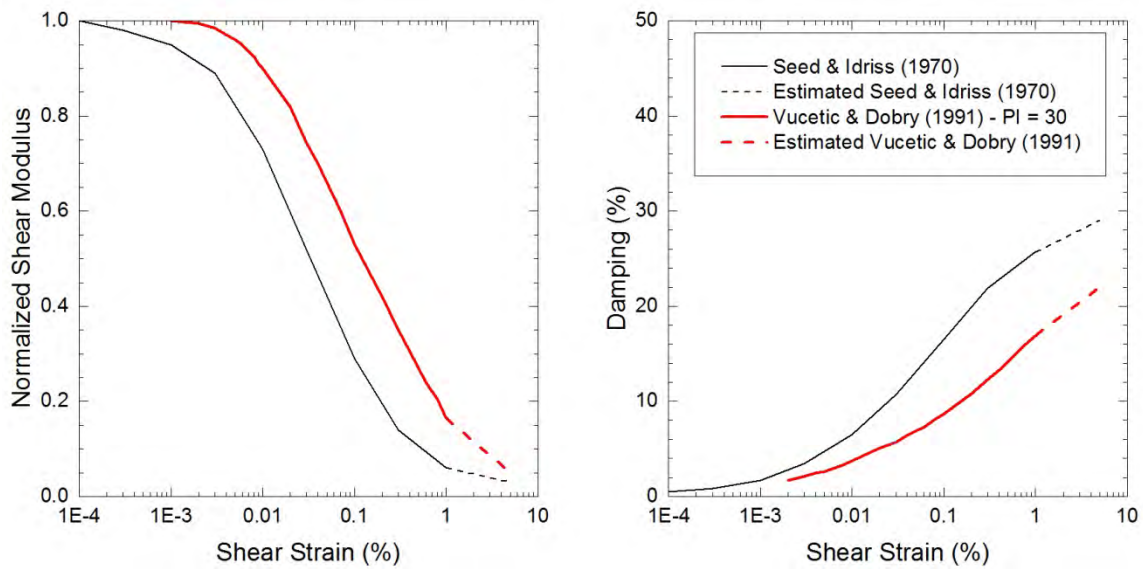 Normalized Shear Modulus
1.0
0.8
0.6
0.4
0.2
0.0
1E-4 1E-3 0.01 0.1 1 10
Shear Strain (%)
Damping (%)
50
40
30
20
10
0
Seed & Idriss (1970)
Estimated Seed & Idriss (1970)
Vucetic & Dobry (1991) - PI = 30
Estimated Vucetic & Dobry (1991)
1E-4 1E-3 0.01 0.1 1 10
Shear Strain (%)